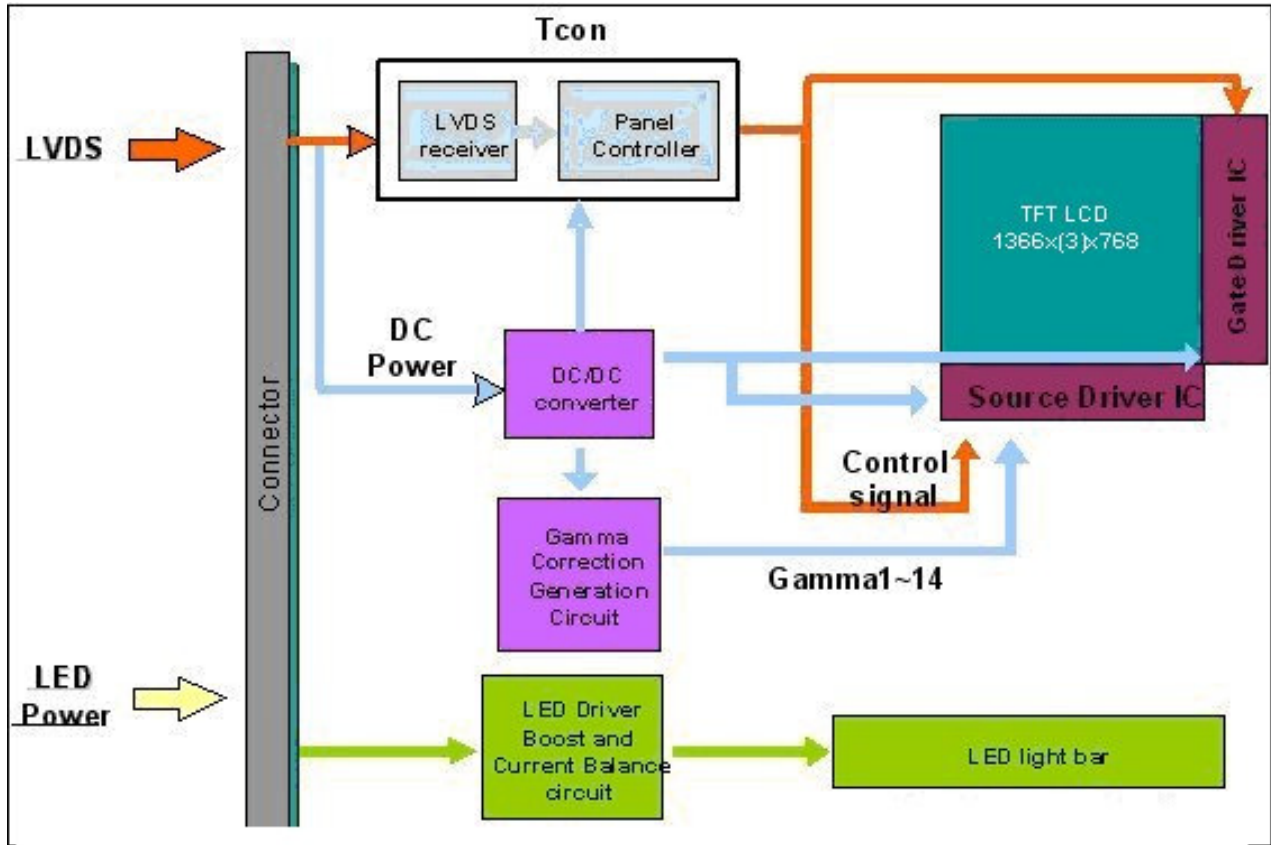 Tcon
LVDS
LVDS
receiver
Panel
Controller
TFT LCD
1366x(3)x768
Gate Driver IC
DC
Power
DC/DC
converter
Source Driver IC
Connector
Control
signal
Gamma
Correction
Generation
Circuit
Gamma1~14
LED
Power
LED Driver
Boost and
Current Balance
circuit
LED light bar